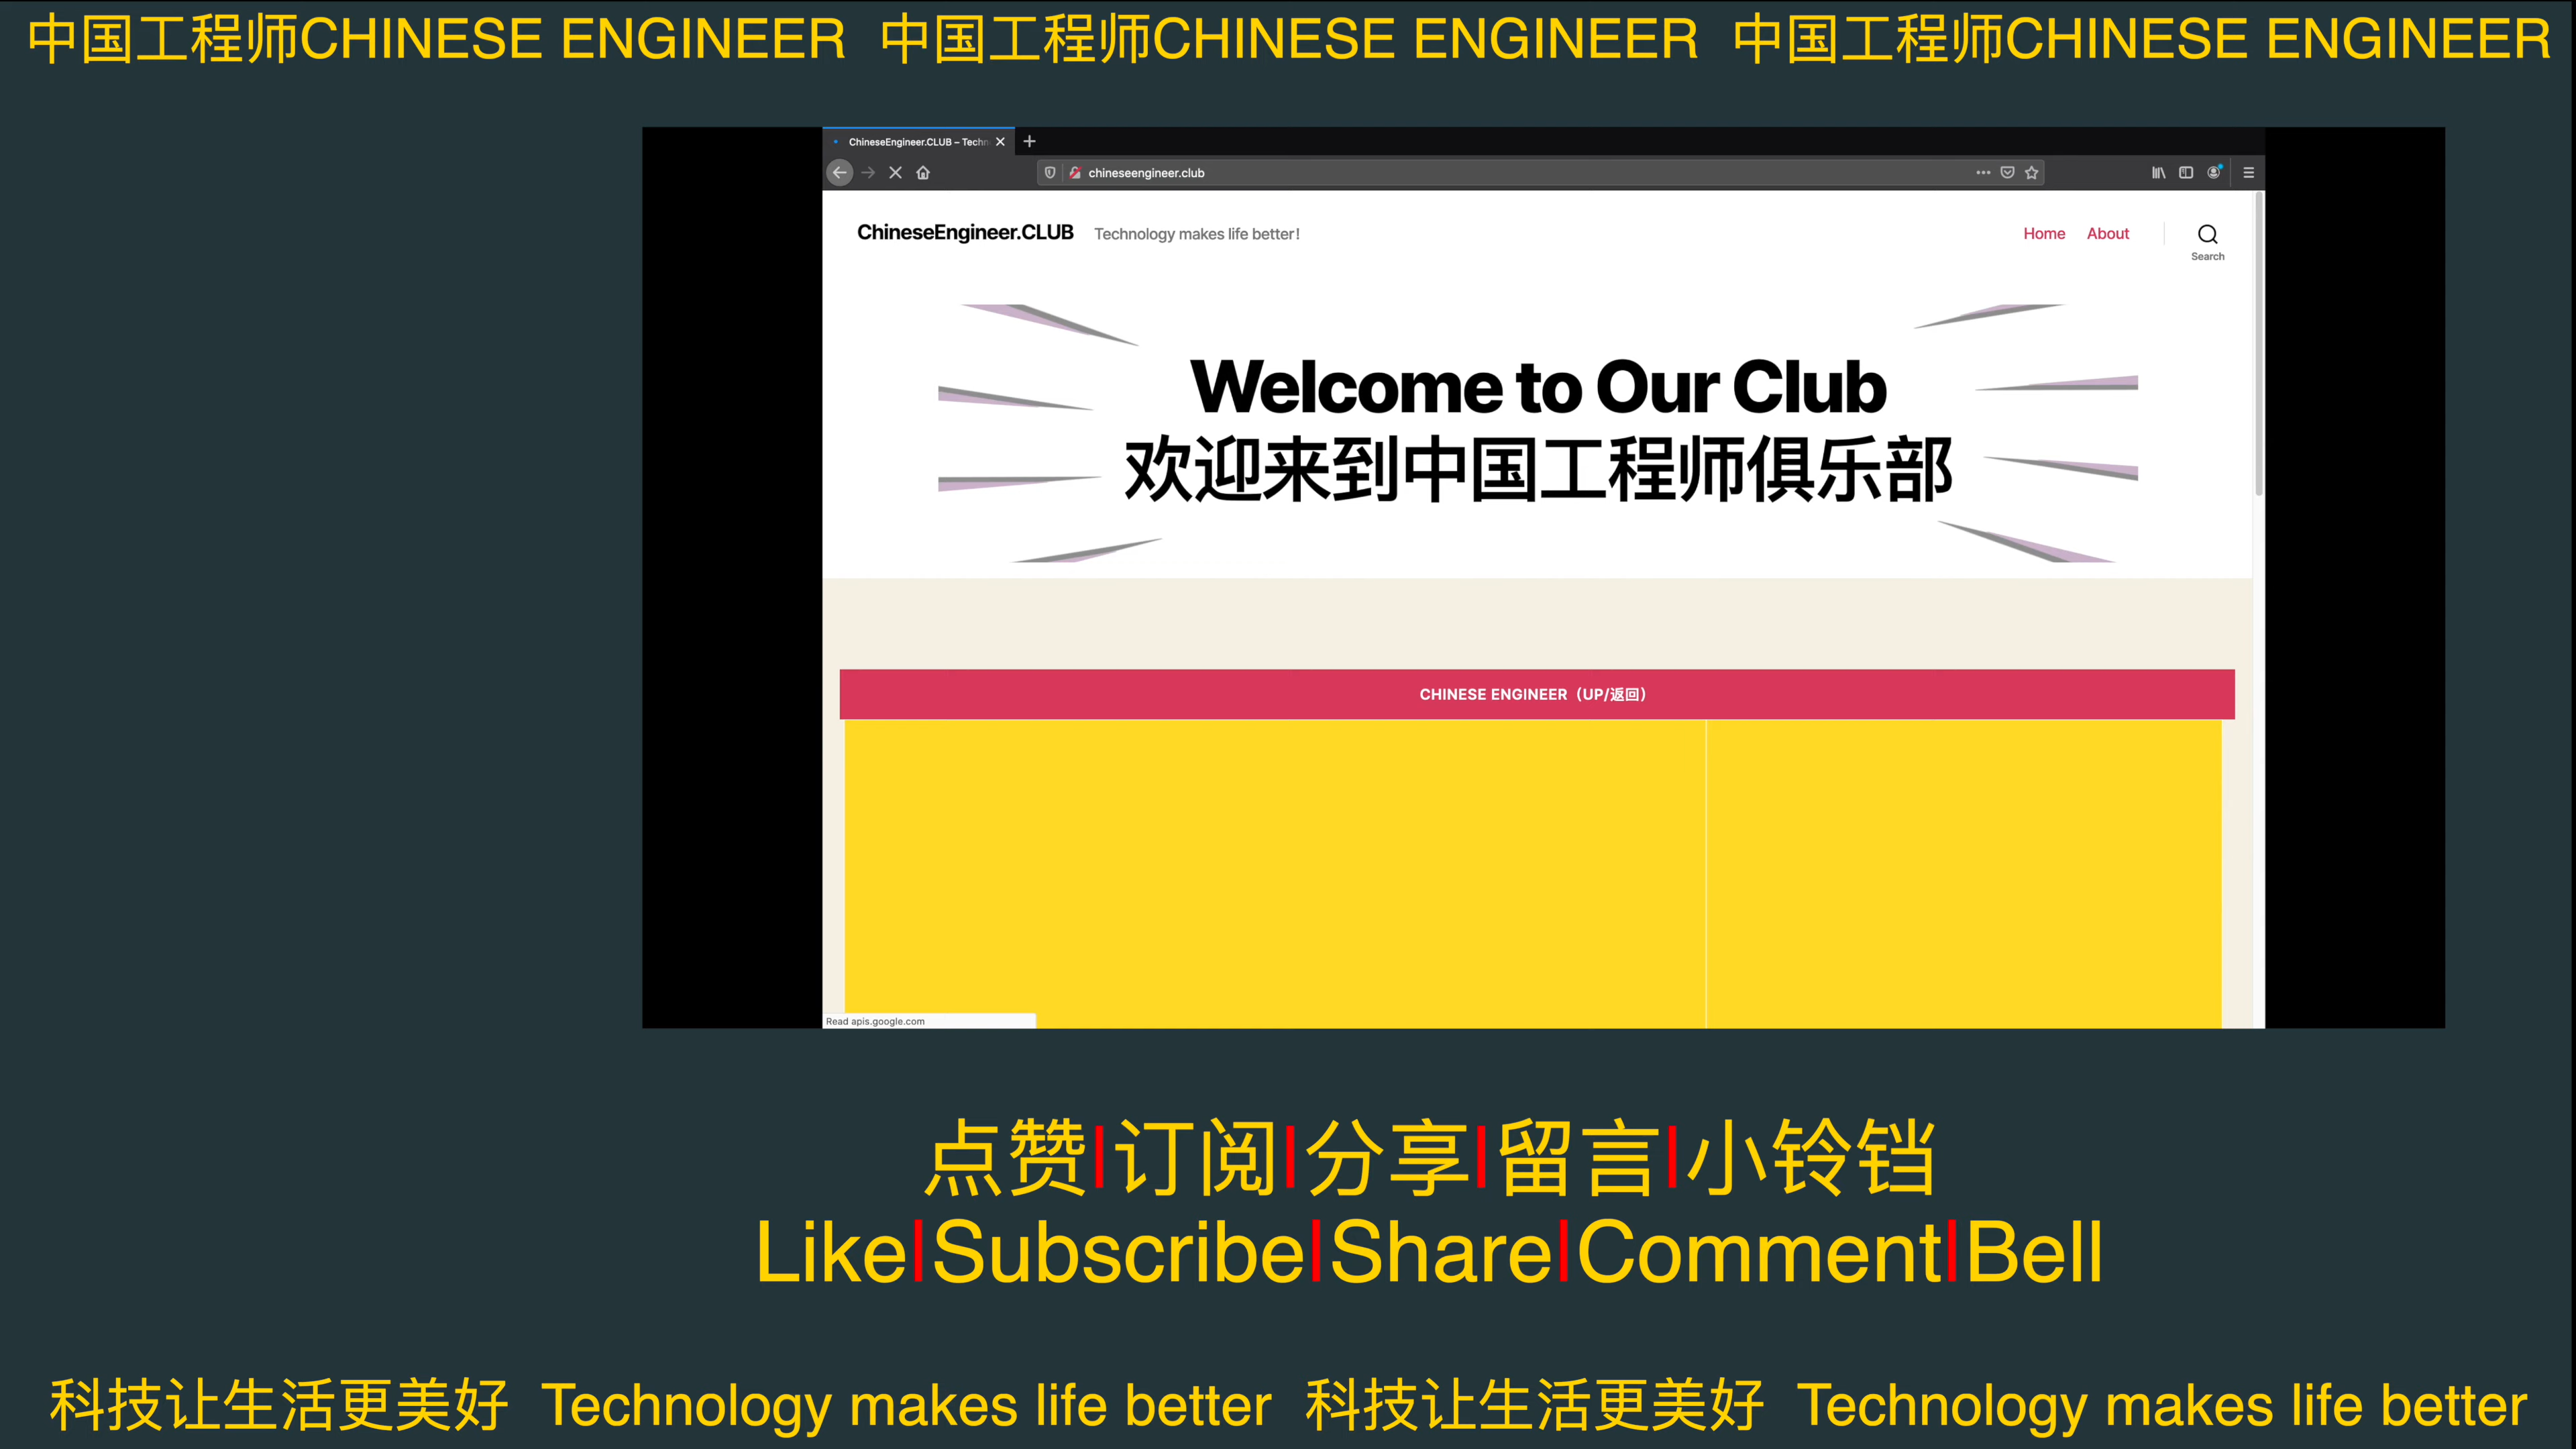 中国工程师CHINESE ENGINEER 中国工程师CHINESE ENGINEER 中国工程师CHINESE ENGINEER
ChineseEngineer.CLUB – Techn
chineseengineer.club
ChineseEngineer.CLUB Technology makes life better! Home About
Search
Welcome to Our Club
欢迎来到中国工程师俱乐部
CHINESE ENGINEER（UP/返回）
Read apis.google.com
点赞|订阅|分享|留言|小铃铛
Like|Subscribe|Share|Comment|Bell
科技让生活更美好 Technology makes life better 科技让生活更美好 Technology makes life better